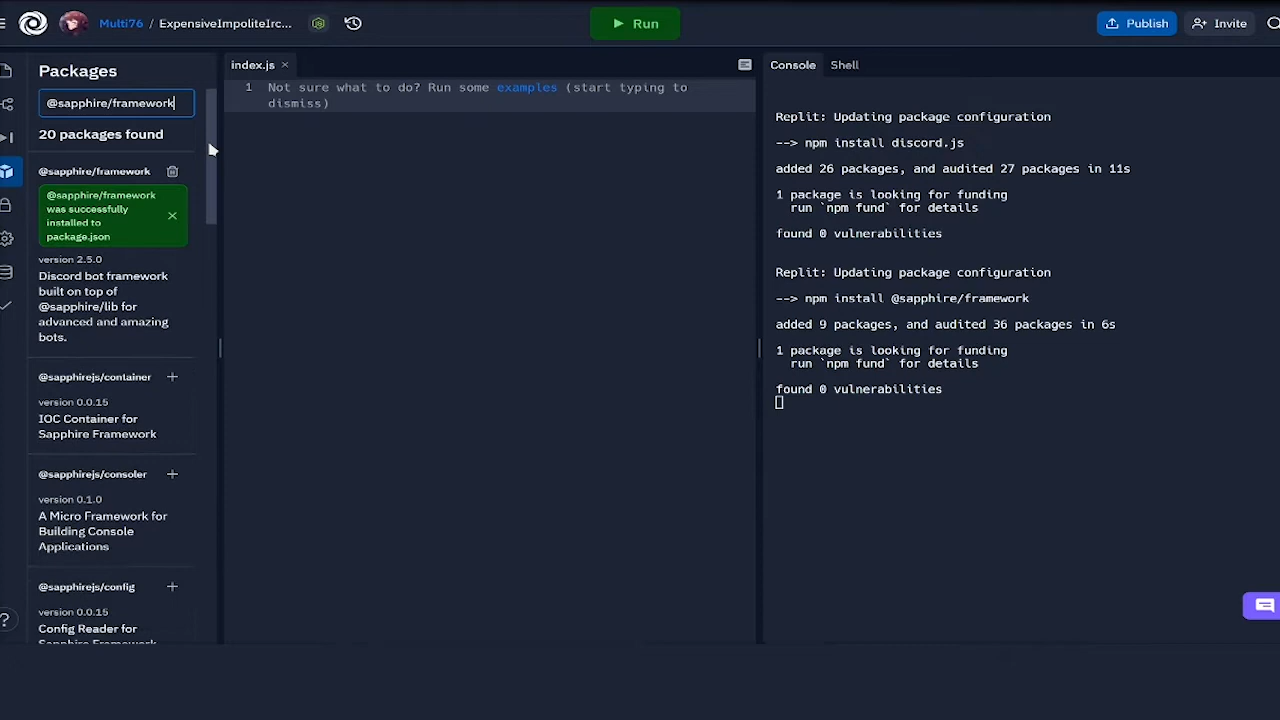 Multi76 / ExpensiveImpoliteIrc...
Run
Publish
Invite
Packages
@sapphire/framework
20 packages found
@sapphire/framework
@sapphire/framework
was successfully
installed to
package.json
version 2.5.0
Discord bot framework
built on top of
@sapphire/lib for
advanced and amazing
bots.
@sapphirejs/container
version 0.0.15
IOC Container for
Sapphire Framework
@sapphirejs/consoler
version 0.1.0
A Micro Framework for
Building Console
Applications
@sapphirejs/config
version 0.0.15
Config Reader for
Sapphire Framework
index.js
1 Not sure what to do? Run some examples (start typing to
dismiss)
Console Shell
Replit: Updating package configuration
--> npm install discord.js
added 26 packages, and audited 27 packages in 11s
1 package is looking for funding
run `npm fund` for details
found 0 vulnerabilities
Replit: Updating package configuration
--> npm install @sapphire/framework
added 9 packages, and audited 36 packages in 6s
1 package is looking for funding
run `npm fund` for details
found 0 vulnerabilities